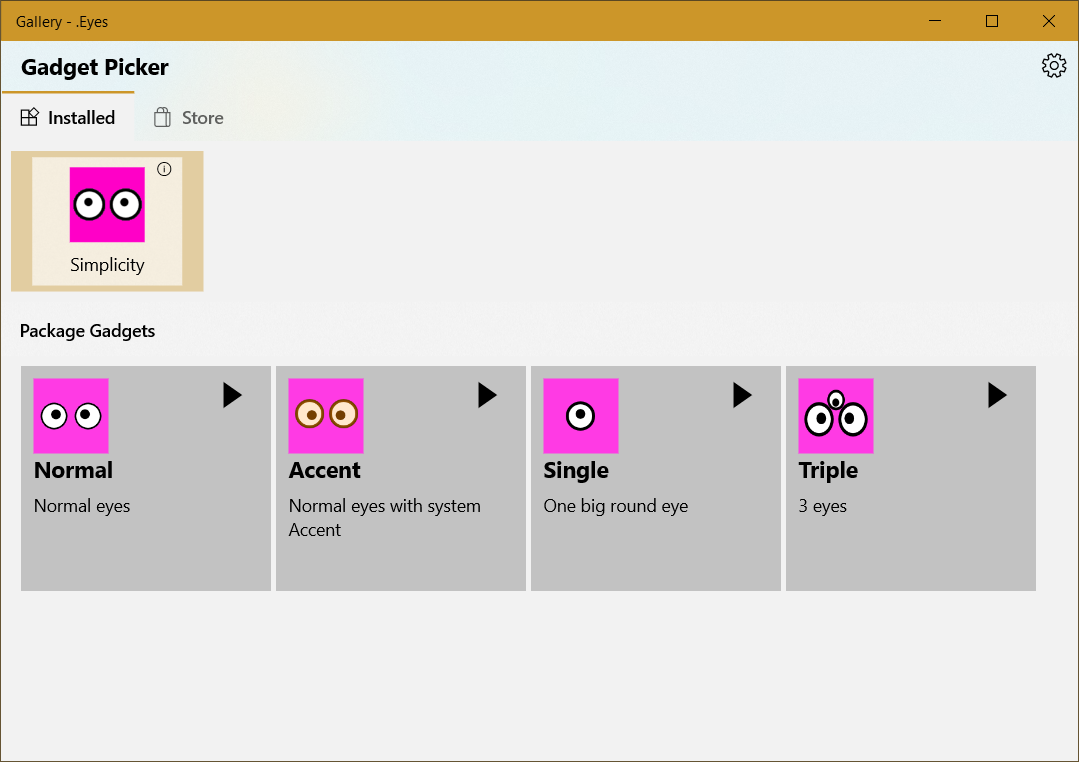 Gallery - .Eyes
Gadget Picker
Installed
Store
Simplicity
Package Gadgets
Normal
Normal eyes
Accent
Normal eyes with system
Accent
Single
One big round eye
Triple
3 eyes